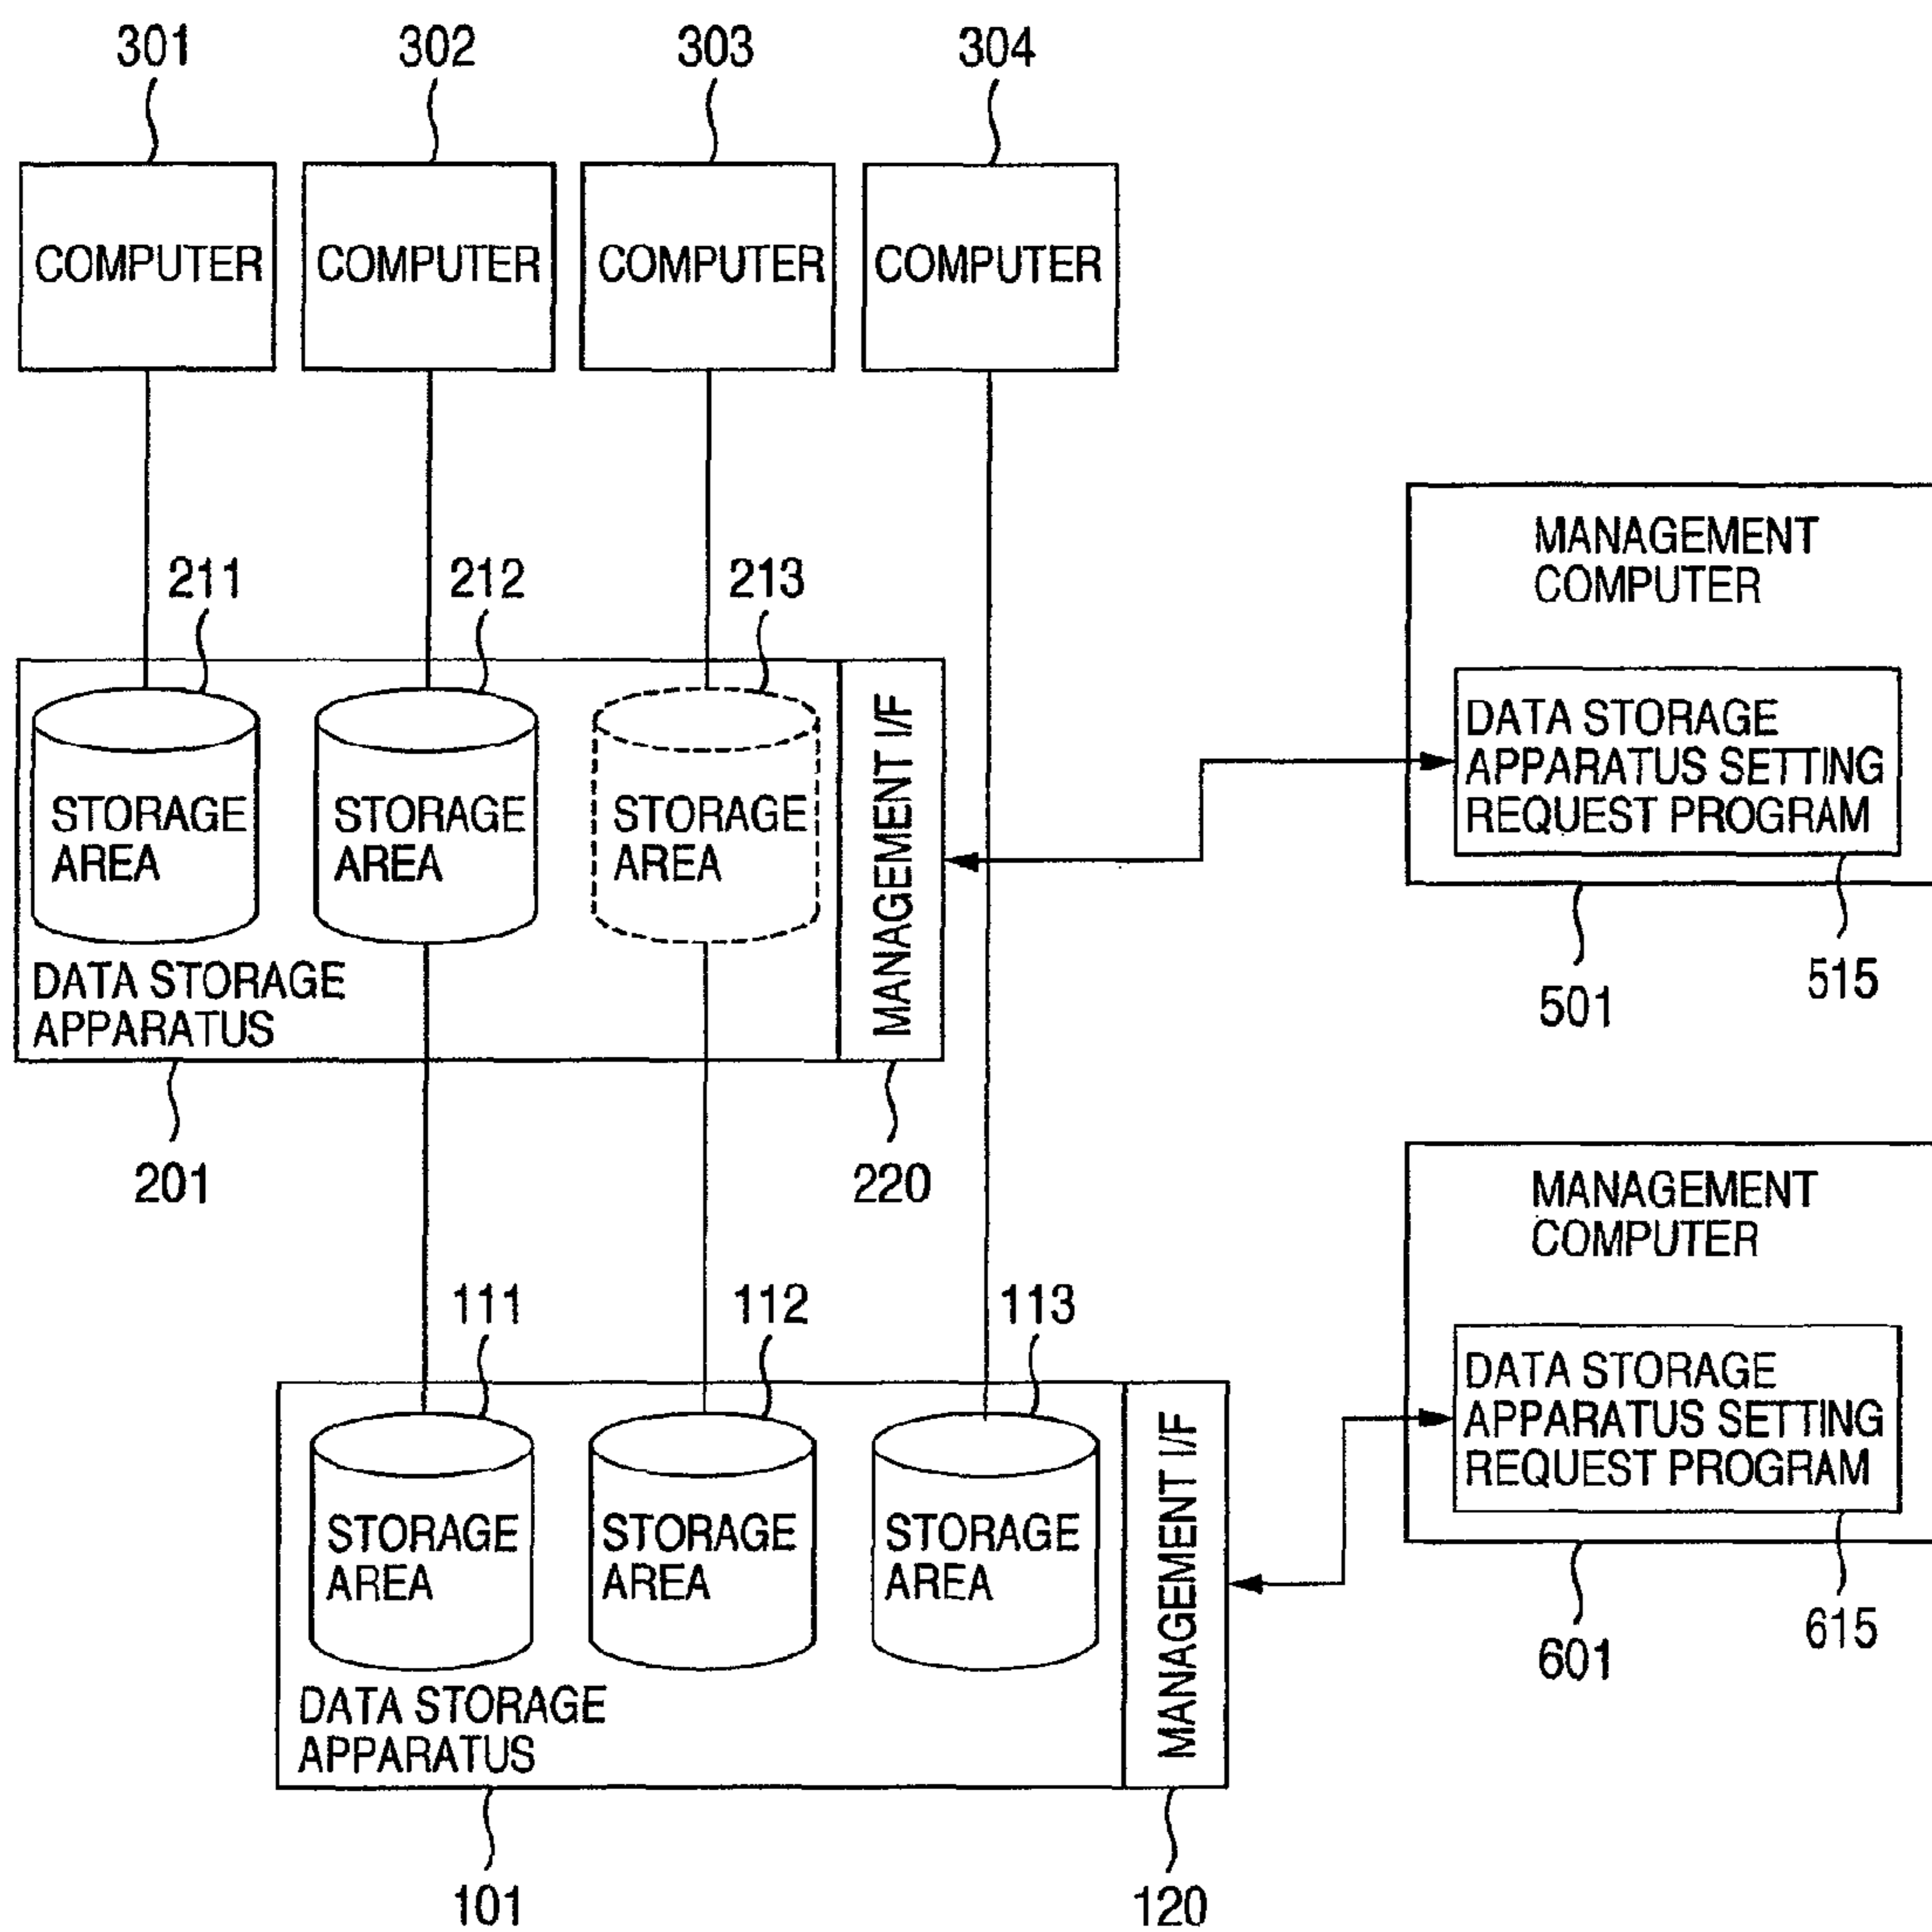 301
302
303
304
COMPUTER
COMPUTER
COMPUTER
COMPUTER
211
212
213
STORAGE
AREA
STORAGE
AREA
STORAGE
AREA
MANAGEMENT I/F
DATA STORAGE
APPARATUS
201
220
MANAGEMENT
COMPUTER
DATA STORAGE
APPARATUS SETTING
REQUEST PROGRAM
501
515
111
112
113
STORAGE
AREA
STORAGE
AREA
STORAGE
AREA
MANAGEMENT I/F
DATA STORAGE
APPARATUS
101
120
MANAGEMENT
COMPUTER
DATA STORAGE
APPARATUS SETTING
REQUEST PROGRAM
601
615